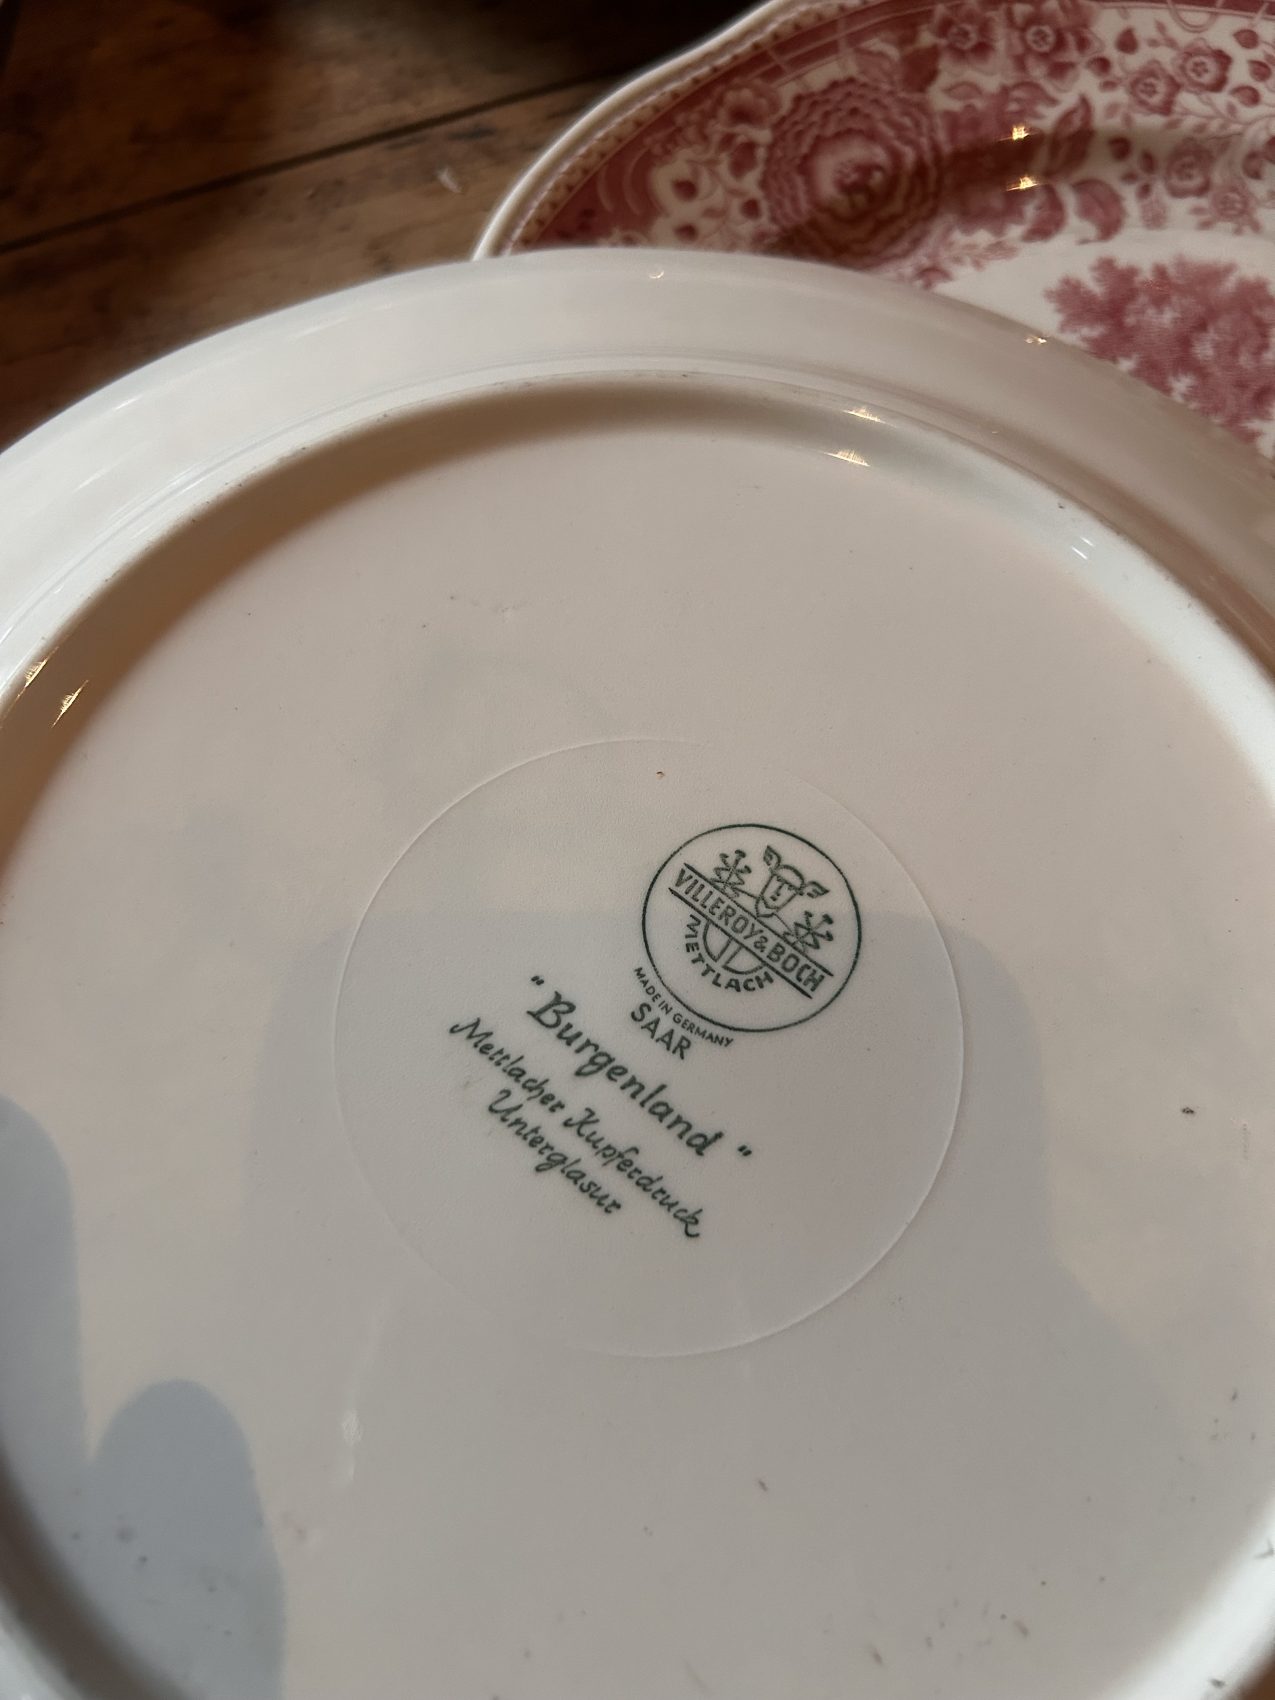 VILLEROY & BOCH
METTLACH
MADE IN GERMANY
SAAR
"Burgenland"
Mettlacher Kupferdruck
Unterglasur